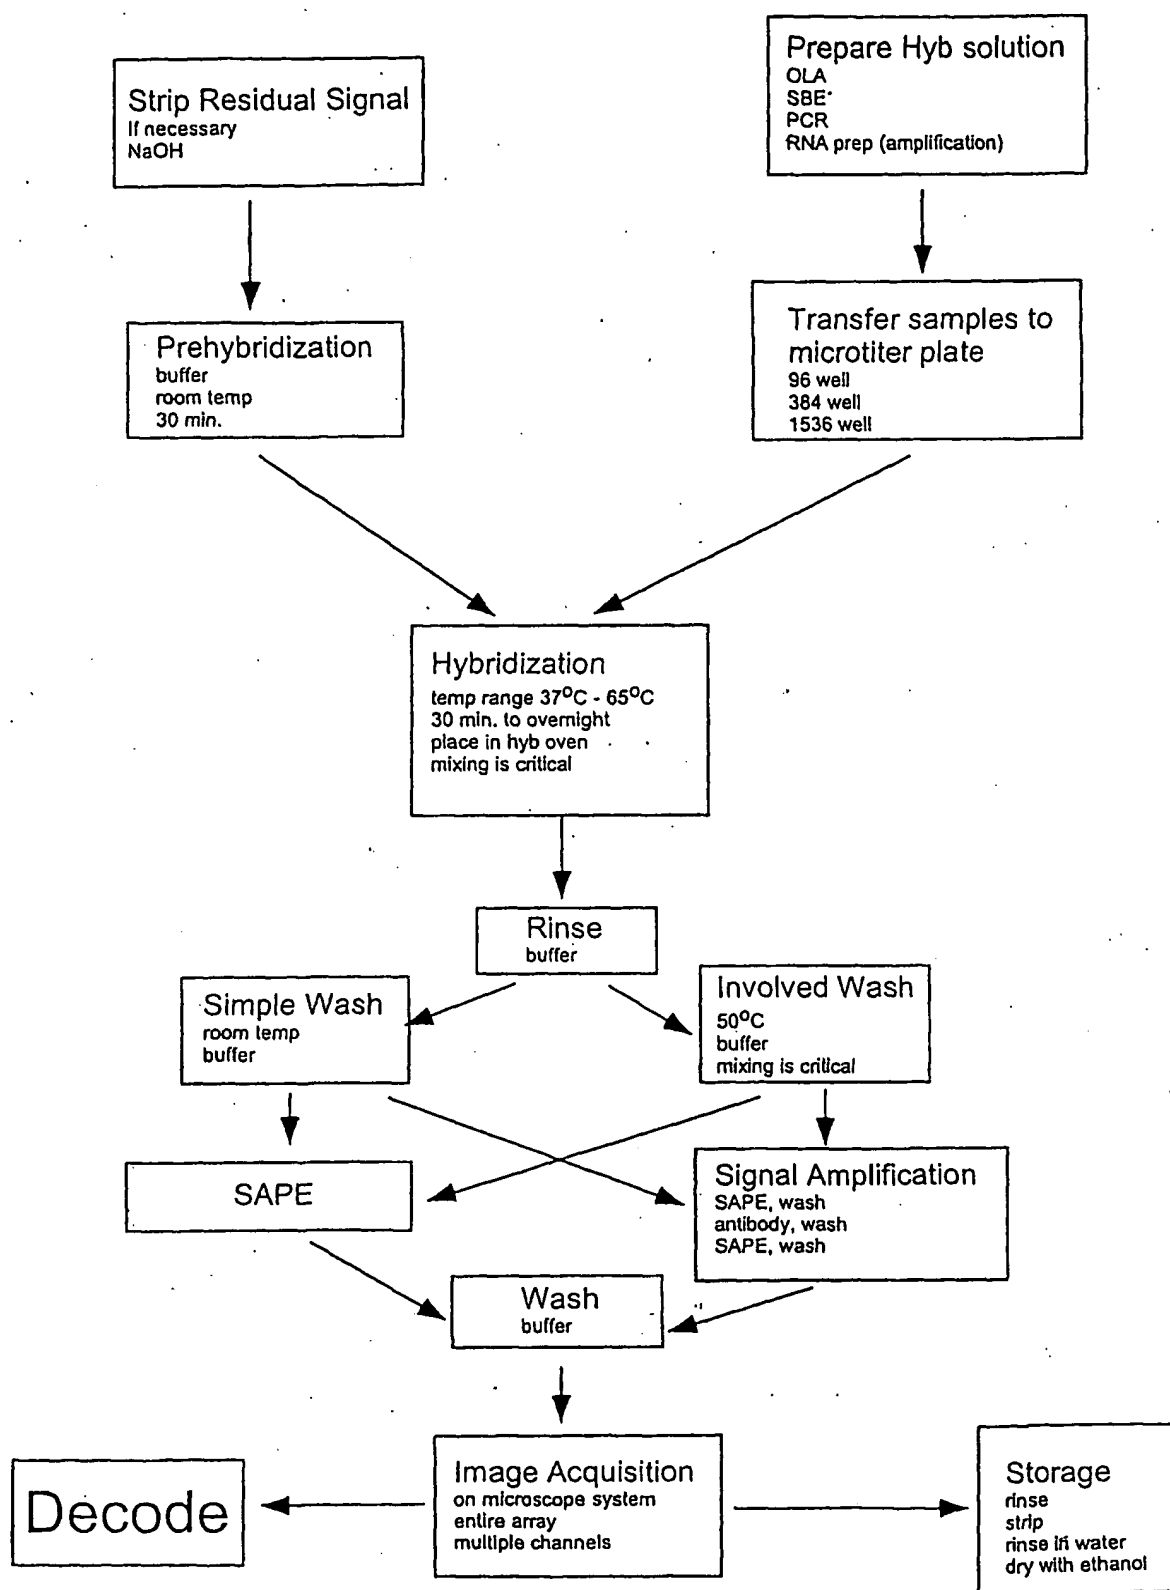 Strip Residual Signal
If necessary
NaOH
Prepare Hyb solution
OLA
SBE
PCR
RNA prep (amplification)
Prehybridization
buffer
room temp
30 min.
Transfer samples to
microtiter plate
96 well
384 well
1536 well
Hybridization
temp range 37°C - 65°C
30 min. to overnight
place in hyb oven
mixing is critical
Rinse
buffer
Simple Wash
room temp
buffer
Involved Wash
50°C
buffer
mixing is critical
SAPE
Signal Amplification
SAPE, wash
antibody, wash
SAPE, wash
Wash
buffer
Decode
Image Acquisition
on microscope system
entire array
multiple channels
Storage
rinse
strip
rinse in water
dry with ethanol